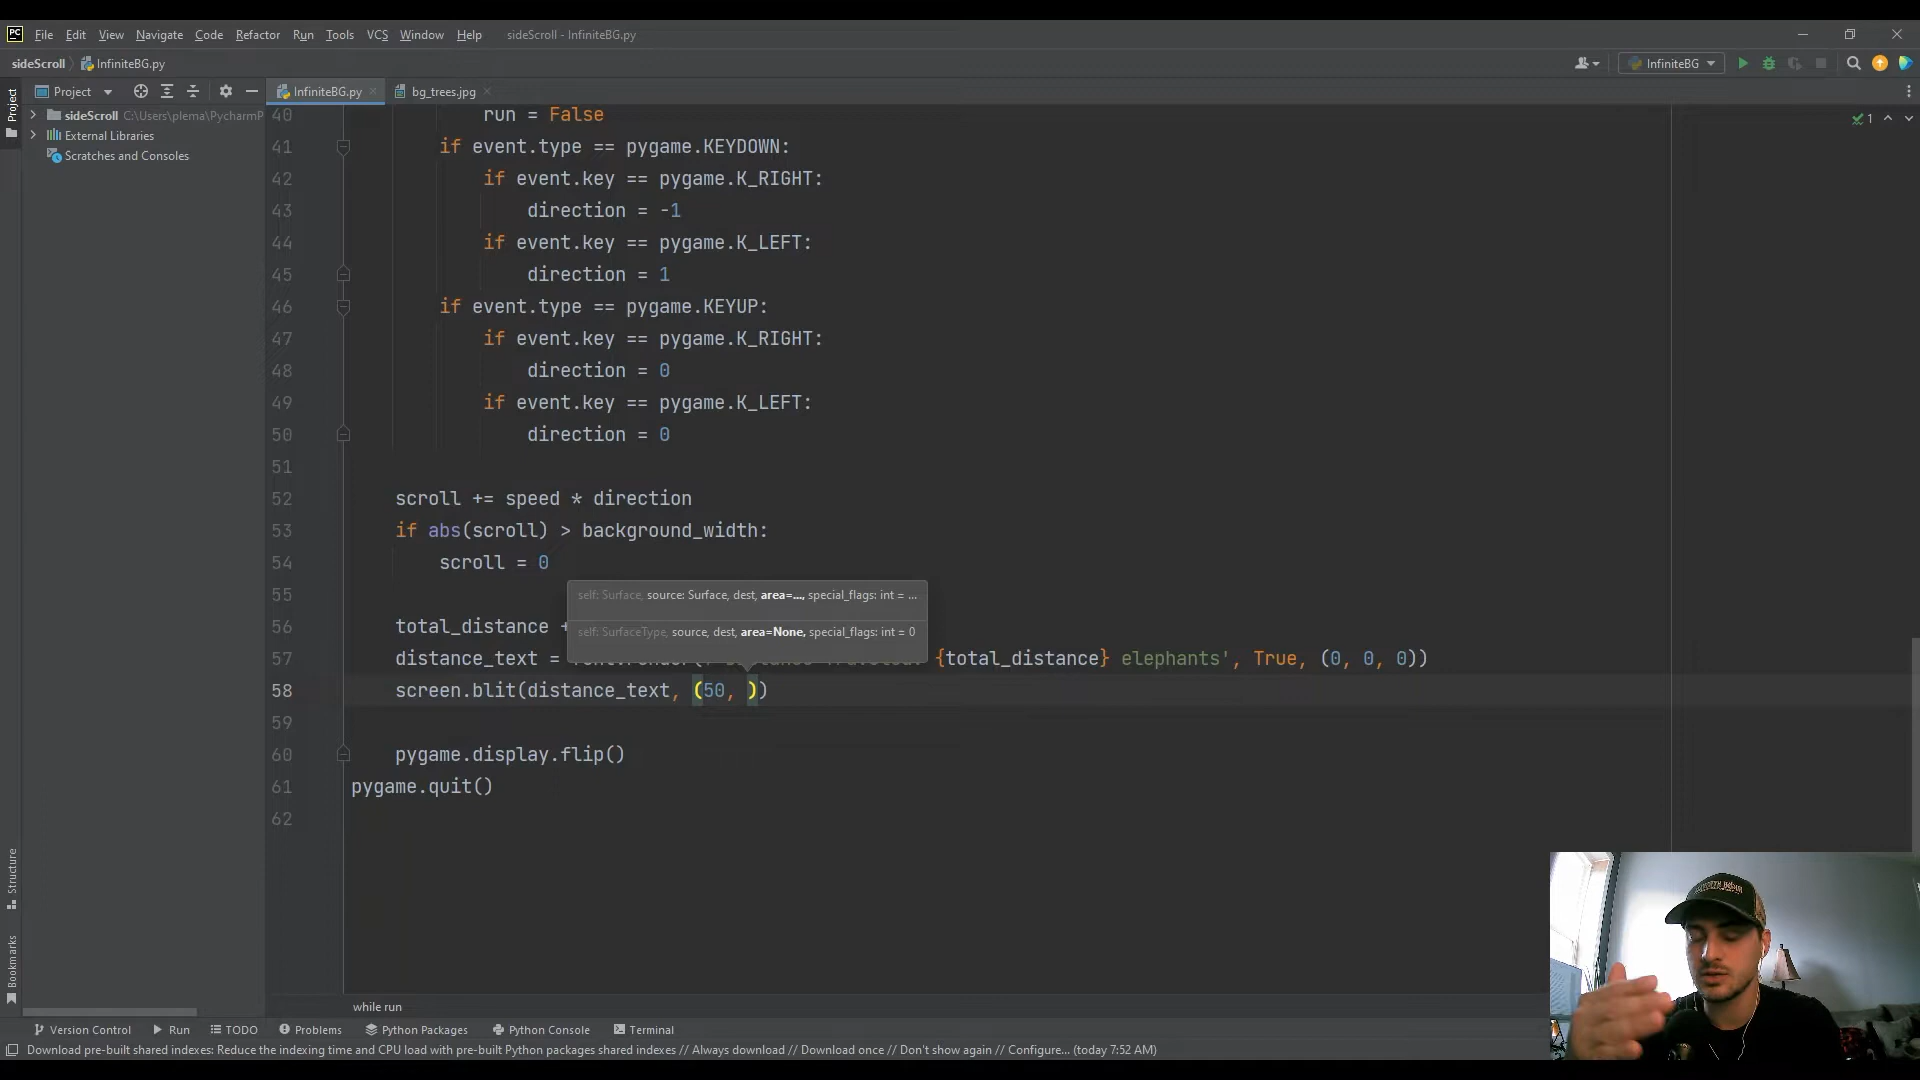 PC File Edit View Navigate Code Refactor Run Tools VCS Window Help sideScroll - InfiniteBG.py
sideScroll InfiniteBG.py InfiniteBG
Project InfiniteBG.py bg_trees.jpg
Project
sideScroll C:\Users\plema\PycharmP
External Libraries
Scratches and Consoles
1
40 run = False
41 if event.type == pygame.KEYDOWN:
42 if event.key == pygame.K_RIGHT:
43 direction = -1
44 if event.key == pygame.K_LEFT:
45 direction = 1
46 if event.type == pygame.KEYUP:
47 if event.key == pygame.K_RIGHT:
48 direction = 0
49 if event.key == pygame.K_LEFT:
50 direction = 0
51
52 scroll += speed * direction
53 if abs(scroll) > background_width:
54 scroll = 0
55
self: Surface, source: Surface, dest, area=..., special_flags: int = ...
self: SurfaceType, source, dest, area=None, special_flags: int = 0
56 total_distance +
57 distance_text = {total_distance} elephants', True, (0, 0, 0))
58 screen.blit(distance_text, (50, ))
59
60 pygame.display.flip()
61 pygame.quit()
62
Structure
Bookmarks
while run
Version Control Run TODO Problems Python Packages Python Console Terminal
Download pre-built shared indexes: Reduce the indexing time and CPU load with pre-built Python packages shared indexes // Always download // Download once // Don't show again // Configure... (today 7:52 AM)